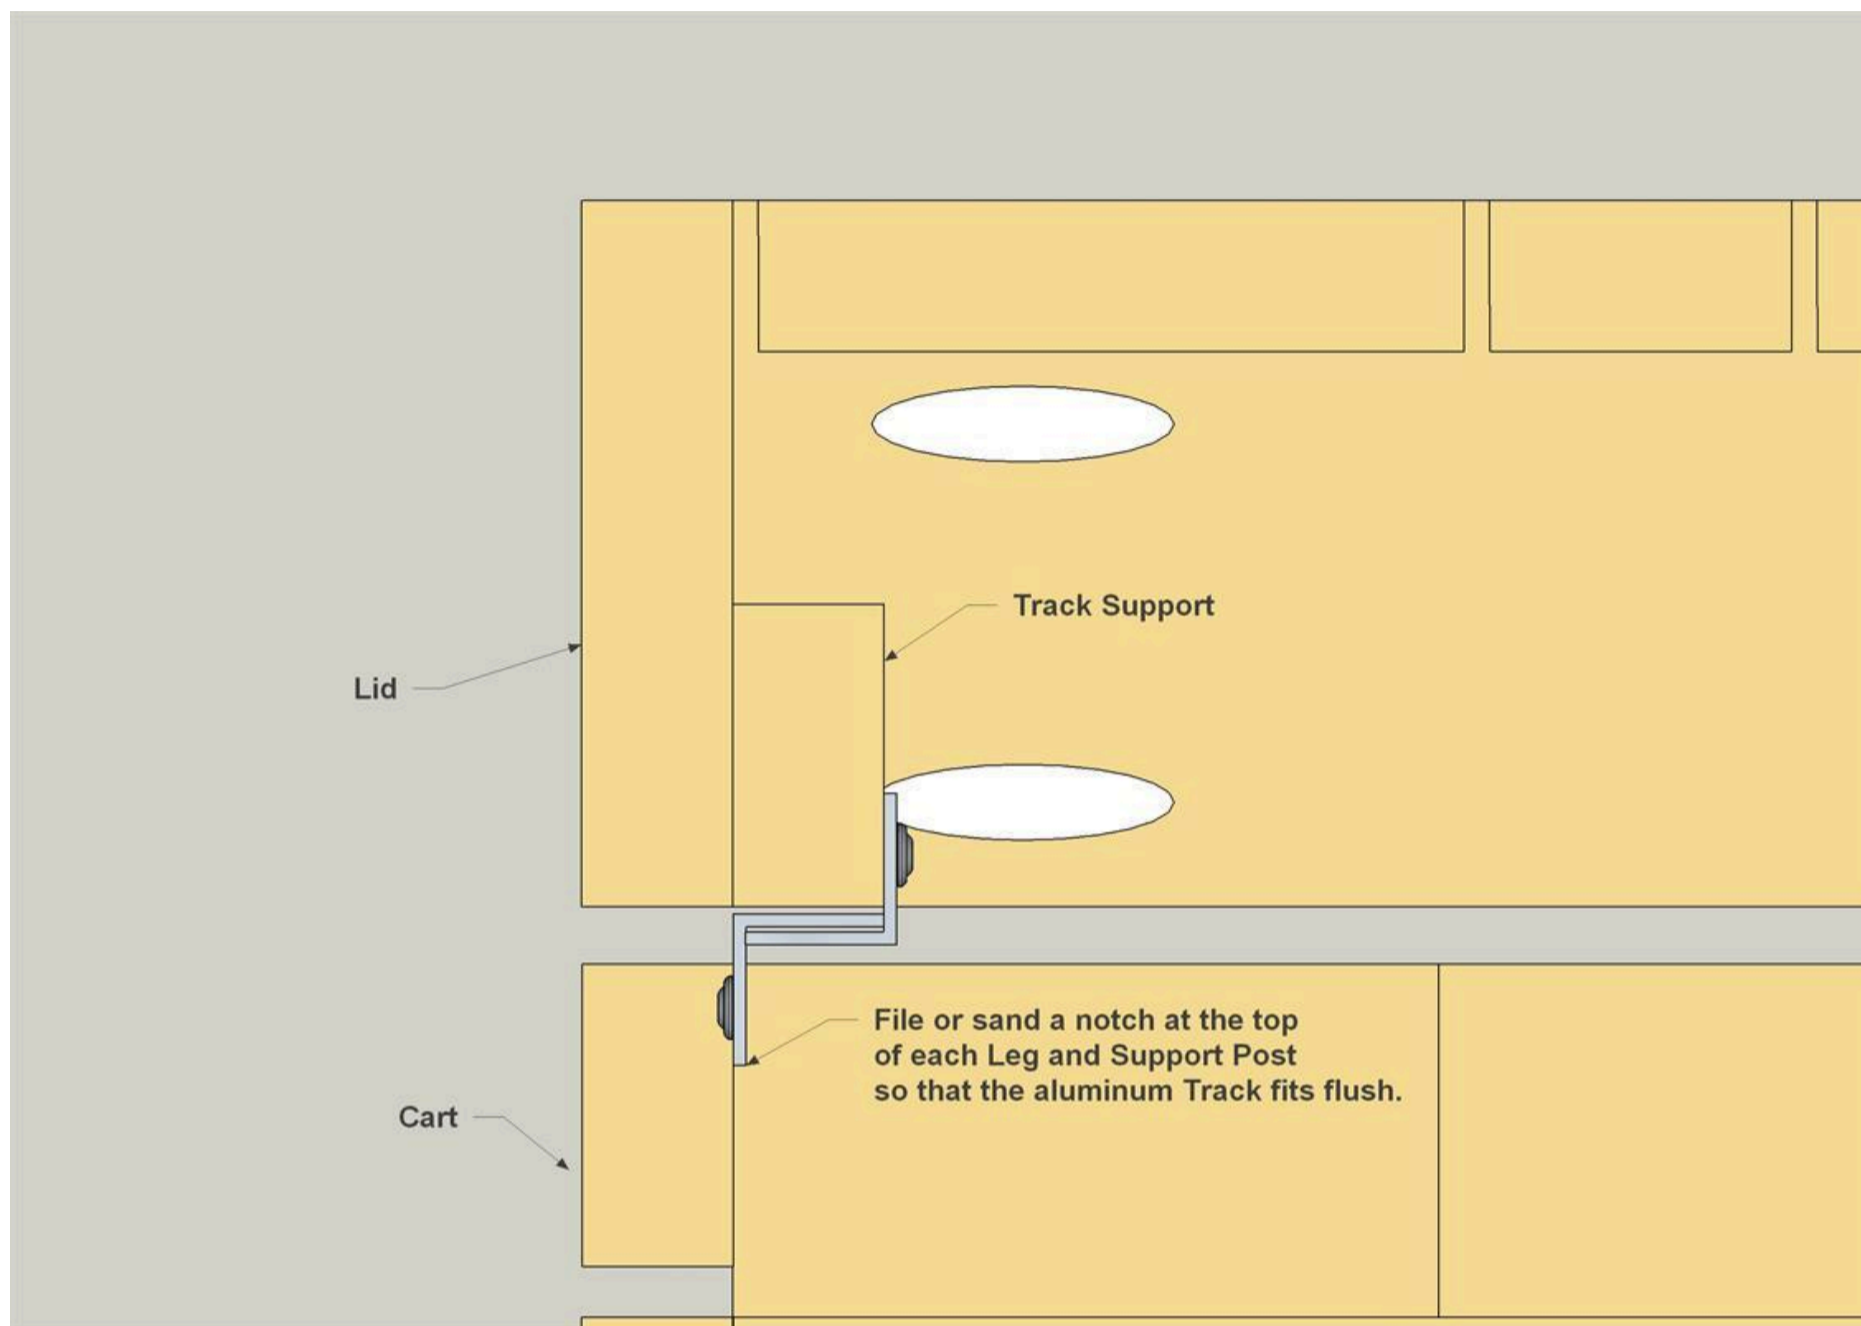 Track Support
Lid
File or sand a notch at the top
of each Leg and Support Post
so that the aluminum Track fits flush.
Cart